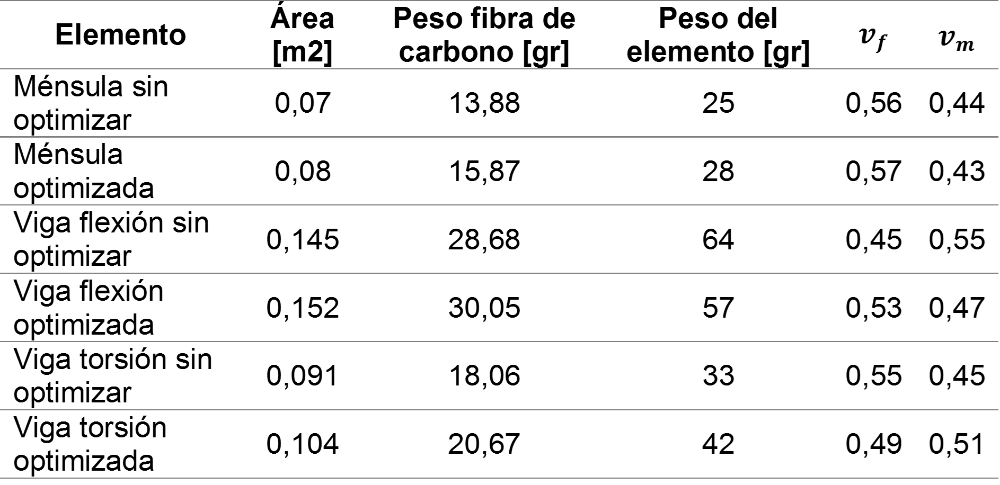 Elemento Área [m2] Peso fibra de carbono [gr] Peso del elemento [gr] v_f v_m
Ménsula sin optimizar 0,07 13,88 25 0,56 0,44
Ménsula optimizada 0,08 15,87 28 0,57 0,43
Viga flexión sin optimizar 0,145 28,68 64 0,45 0,55
Viga flexión optimizada 0,152 30,05 57 0,53 0,47
Viga torsión sin optimizar 0,091 18,06 33 0,55 0,45
Viga torsión optimizada 0,104 20,67 42 0,49 0,51